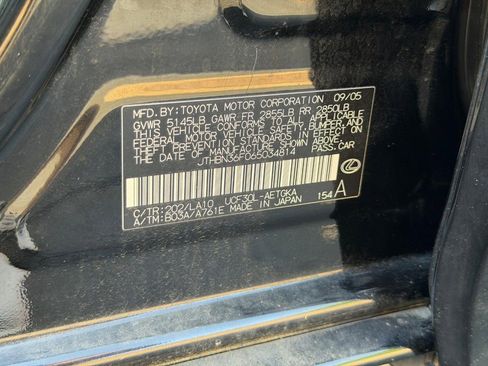 MFD. BY: TOYOTA MOTOR CORPORATION 09/05
GVWR 5145LB GAWR FR 2855LB RR 2850LB
THIS VEHICLE CONFORMS TO ALL APPLICABLE
FEDERAL MOTOR VEHICLE SAFETY, BUMPER, AND
THEFT PREVENTION STANDARDS IN EFFECT ON
THE DATE OF MANUFACTURE SHOWN ABOVE.
JTHBN36F065034814 PASS.CAR
C/TR: 202/LA10 UCF30L-AETGKA
A/TM: B03A/A761E MADE IN JAPAN 154 A